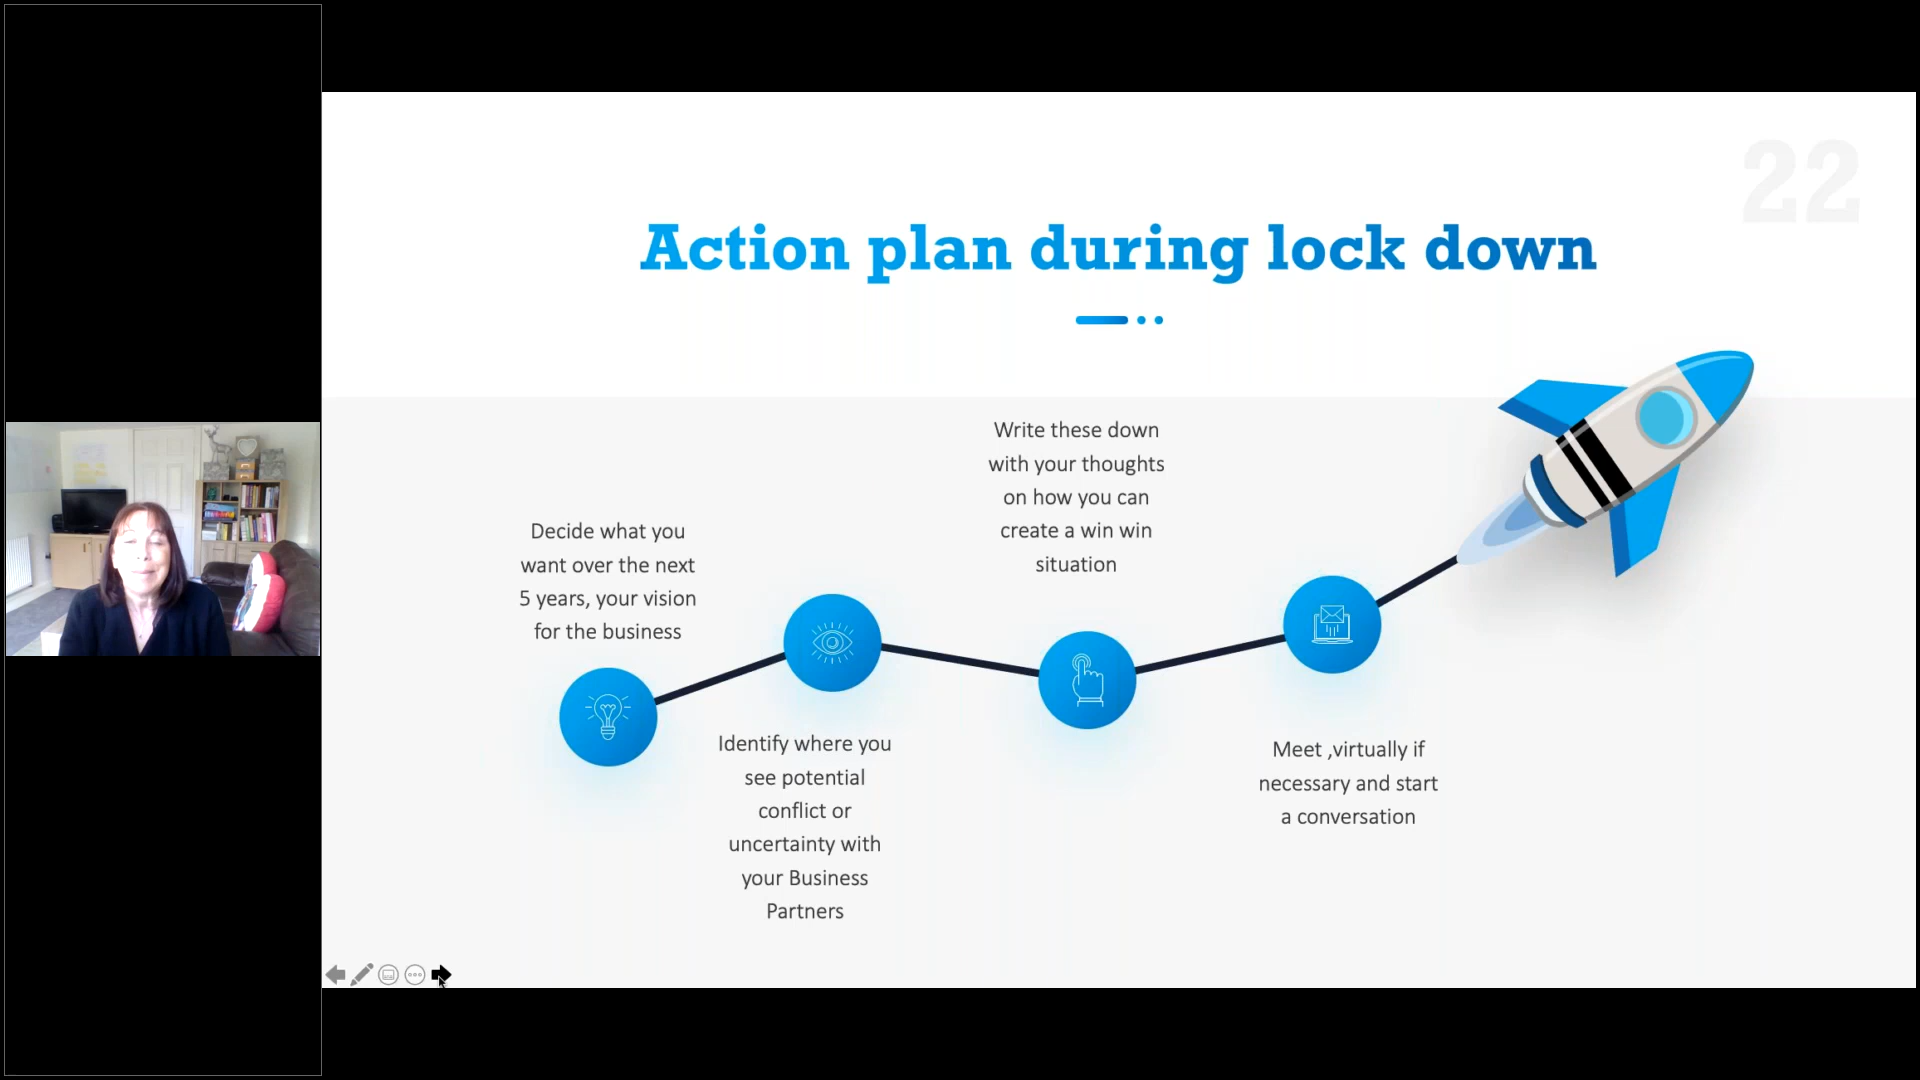 22
Action plan during lock down
Decide what you
want over the next
5 years, your vision
for the business
Identify where you
see potential
conflict or
uncertainty with
your Business
Partners
Write these down
with your thoughts
on how you can
create a win win
situation
Meet ,virtually if
necessary and start
a conversation